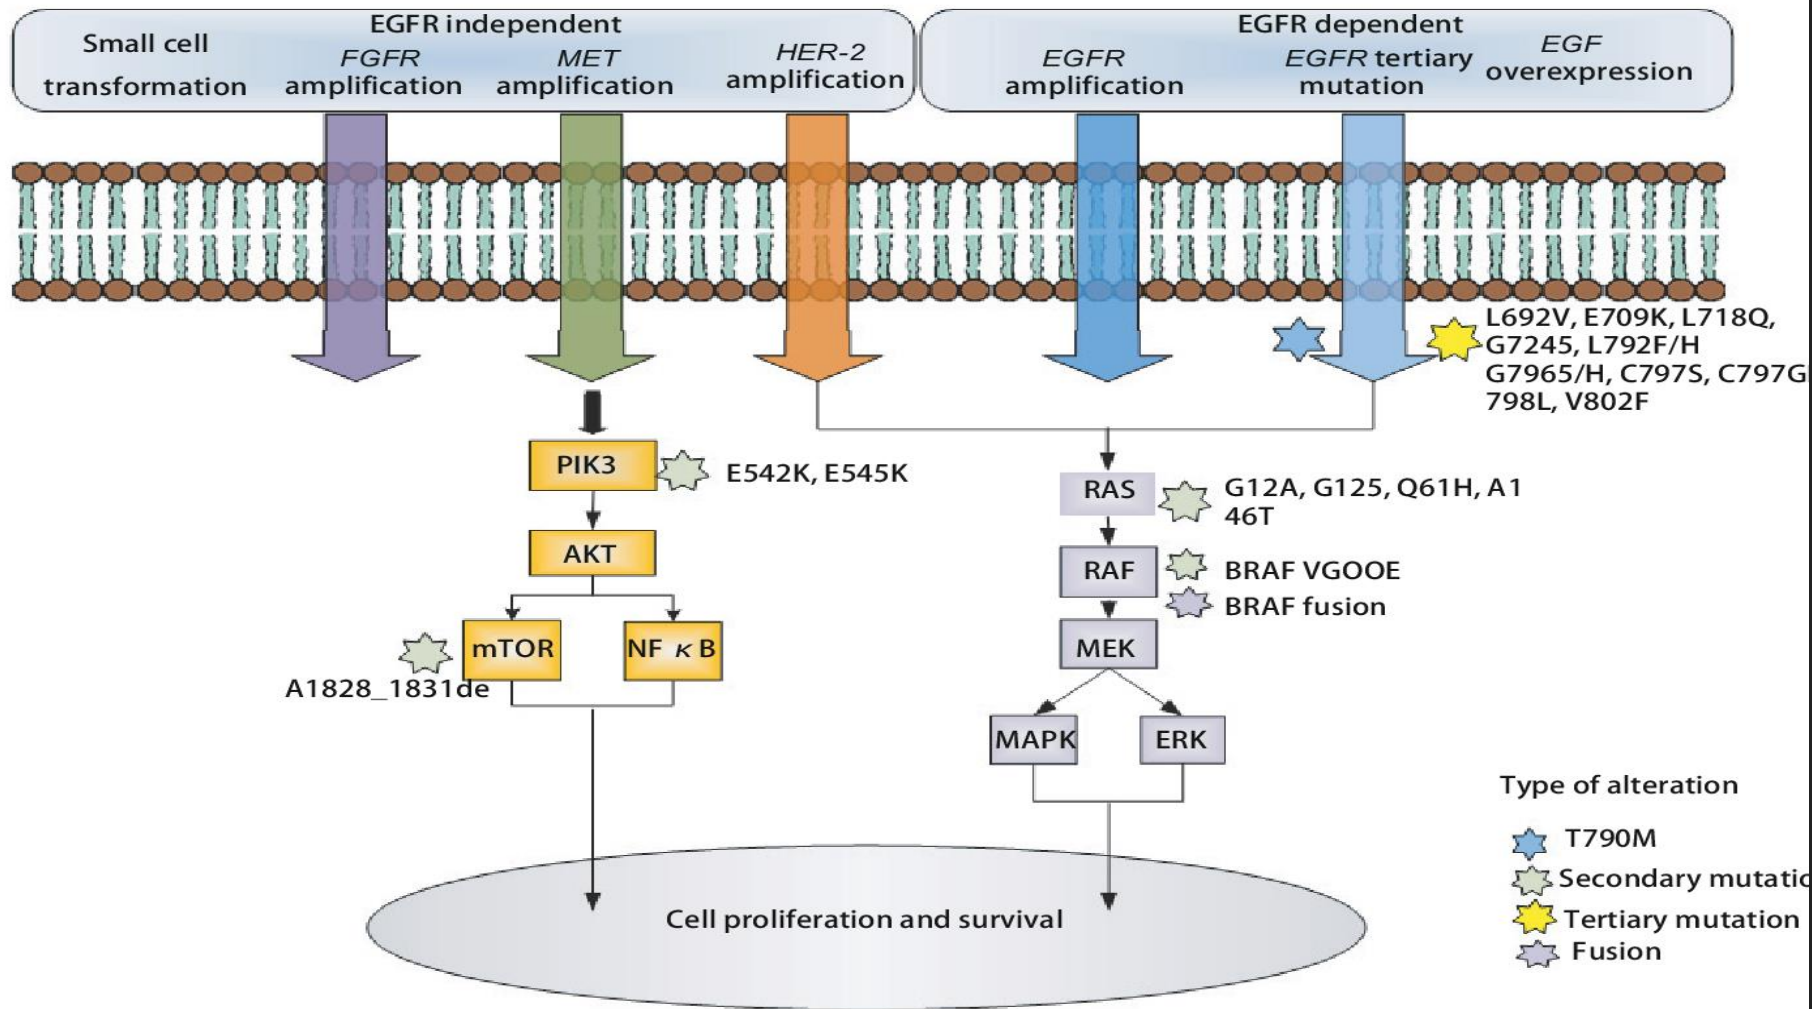 EGFR independent
Small cell
transformation
FGFR
amplification
MET
amplification
HER-2
amplification
EGFR dependent
EGFR
amplification
EGFR tertiary
mutation
EGF
overexpression
L692V, E709K, L718Q,
G7245, L792F/H
G7965/H, C797S, C797G
798L, V802F
PIK3
E542K, E545K
AKT
mTOR
NF κ B
A1828_1831de
RAS
G12A, G125, Q61H, A1
46T
RAF
BRAF VGOOE
BRAF fusion
MEK
MAPK
ERK
Cell proliferation and survival
Type of alteration
T790M
Secondary mutatio
Tertiary mutation
Fusion